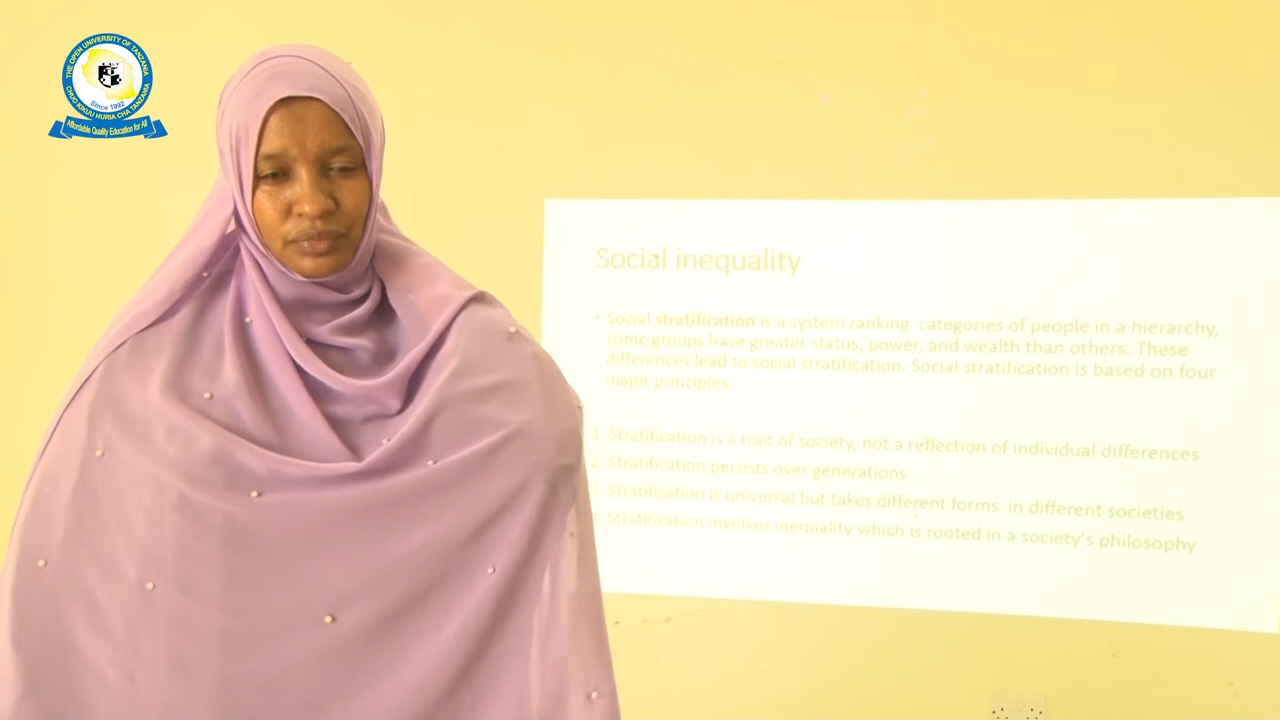 THE OPEN UNIVERSITY OF TANZANIA
Since 1992
CHUO KIKUU HURIA CHA TANZANIA
Affordable Quality Education for All
Social inequality
• Social stratification is a system ranking categories of people in a hierarchy,
some groups have greater status, power, and wealth than others. These
differences lead to social stratification. Social stratification is based on four
major principles.
1. Stratification is a trait of society, not a reflection of individual differences
2. Stratification persists over generations
3. Stratification is universal but takes different forms in different societies
Stratification involves inequality which is rooted in a society's philosophy